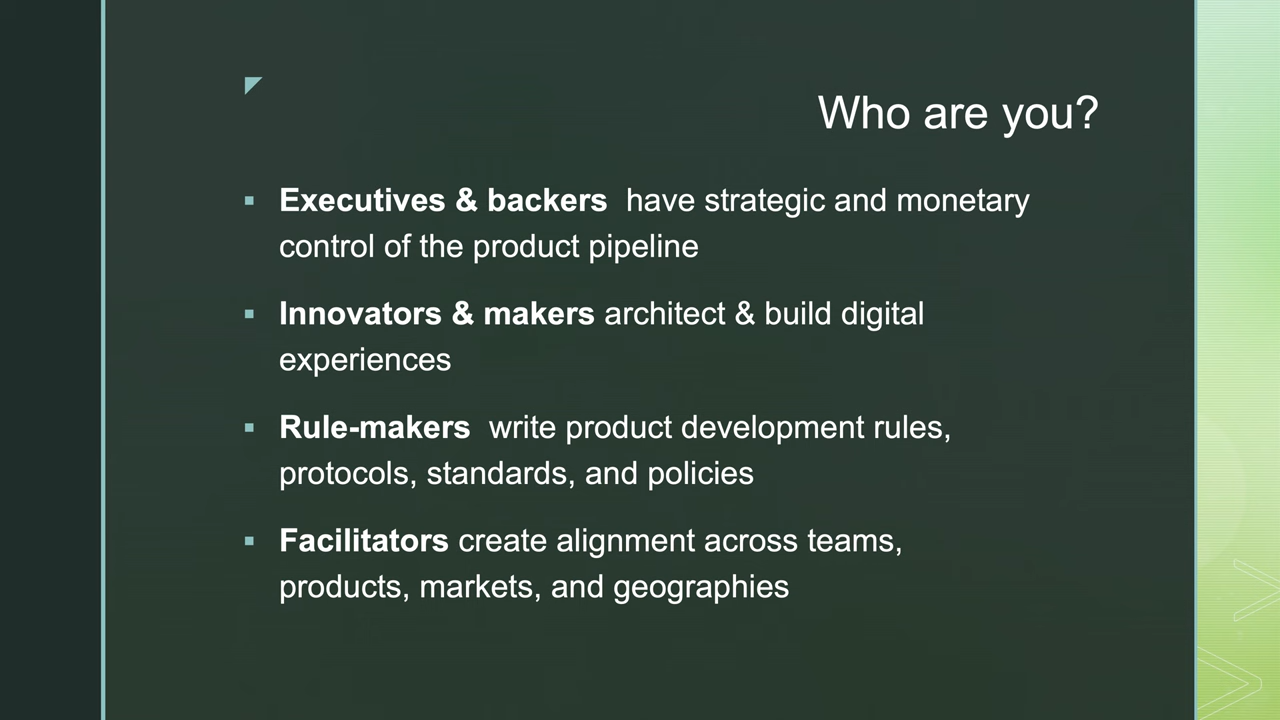 Who are you?
Executives & backers have strategic and monetary
control of the product pipeline
Innovators & makers architect & build digital
experiences
Rule-makers write product development rules,
protocols, standards, and policies
Facilitators create alignment across teams,
products, markets, and geographies